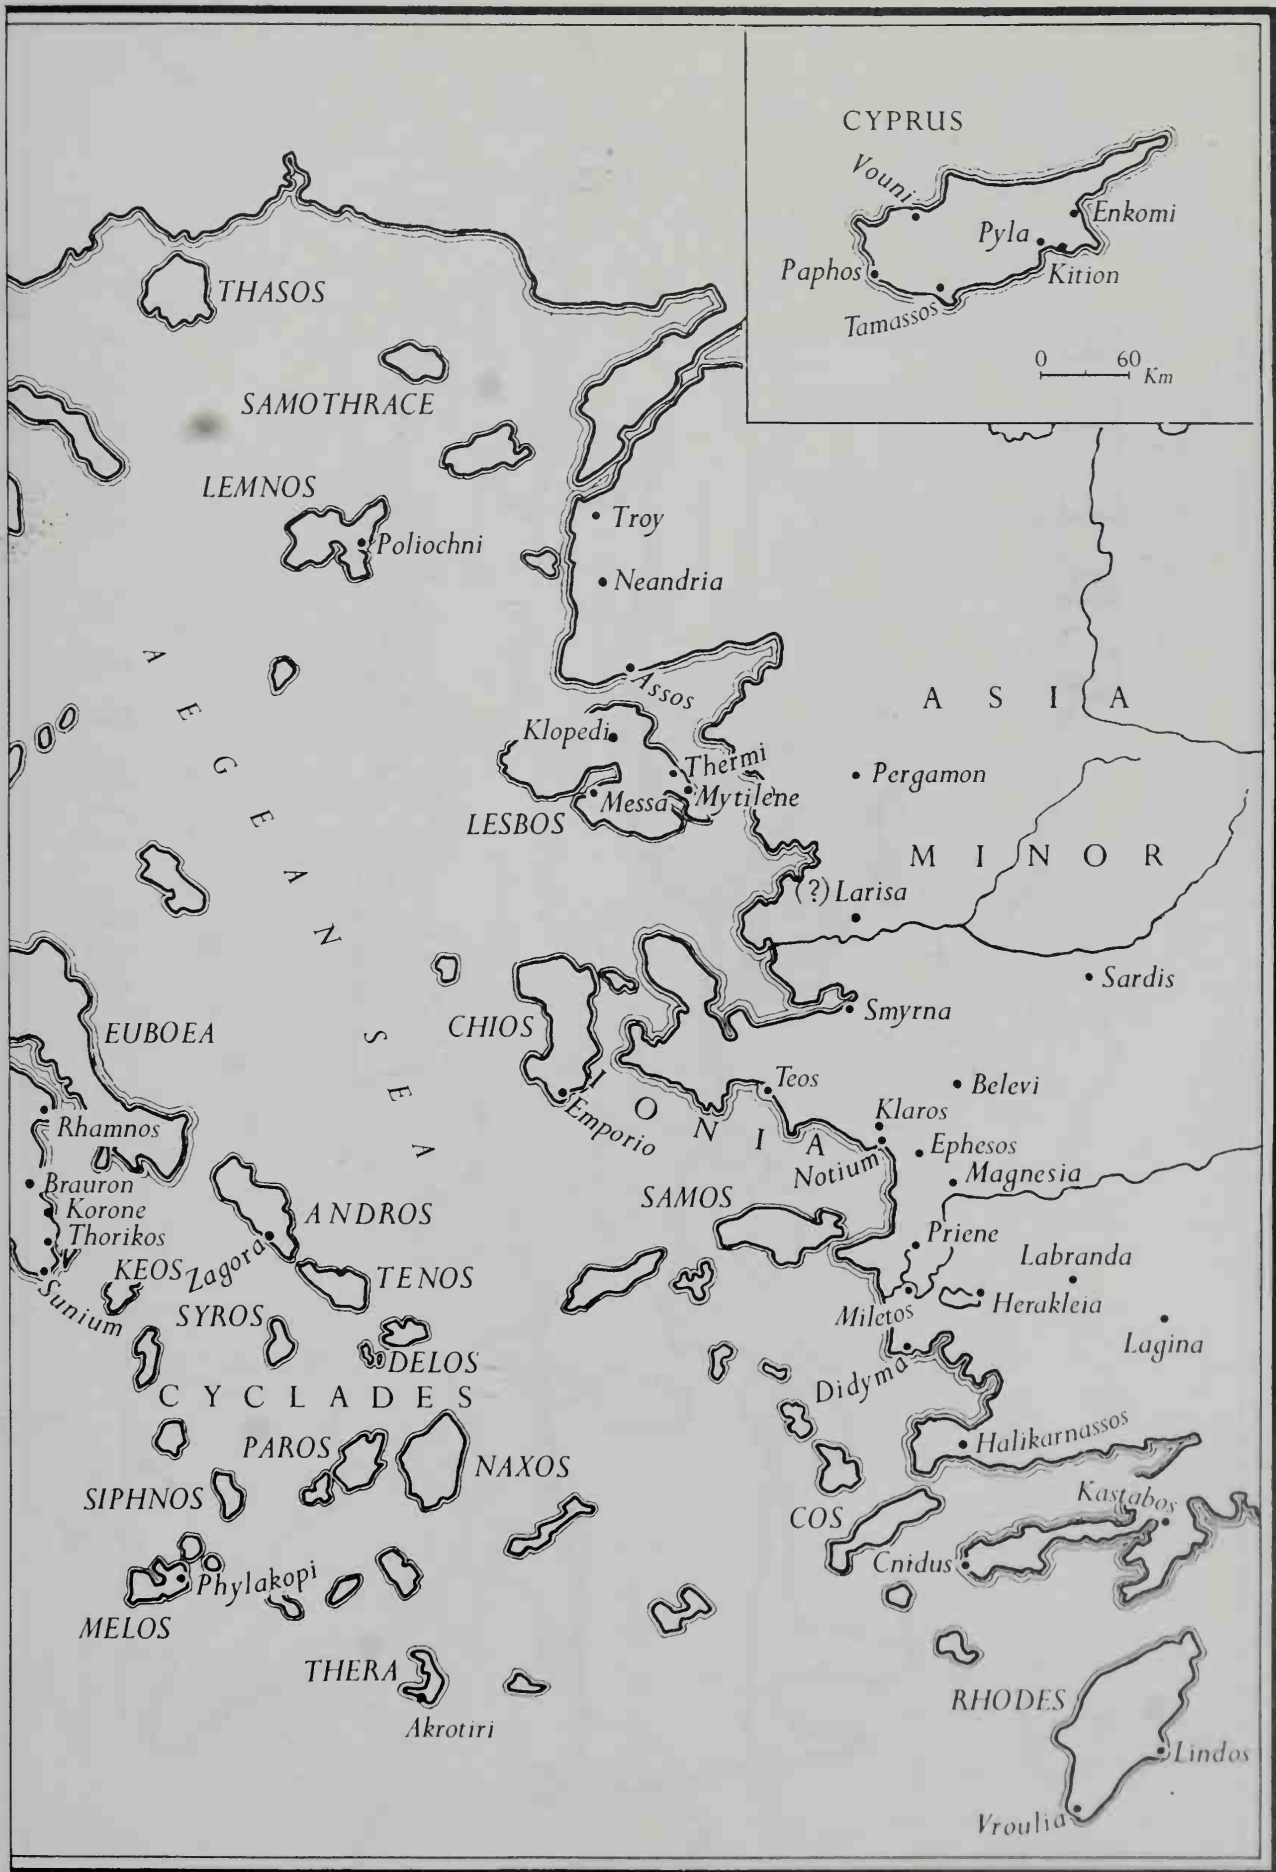 CYPRUS
Vouni
Enkomi
Pyla
Paphos
Kition
Tamassos
0 60
Km
THASOS
SAMOTHRACE
LEMNOS
Poliochni
Troy
Neandria
Assos
AEGEAN SEA
ASIA
MINOR
Klopedi
Thermi
Messa
Mytilene
LESBOS
Pergamon
(?) Larisa
Sardis
Smyrna
EUBOEA
CHIOS
Emporio
IONIA
Teos
Belevi
Klaros
Ephesos
Notium
Magnesia
Rhamnos
Brauron
Korone
Thorikos
Sunium
KEOS
Zagora
ANDROS
TENOS
SYROS
DELOS
SAMOS
Priene
Labranda
Miletos
Herakleia
Lagina
Didyma
CYCLADES
PAROS
NAXOS
SIPHNOS
Halikarnassos
Kastabos
COS
Cnidus
Phylakopi
MELOS
THERA
Akrotiri
RHODES
Lindos
Vroulia